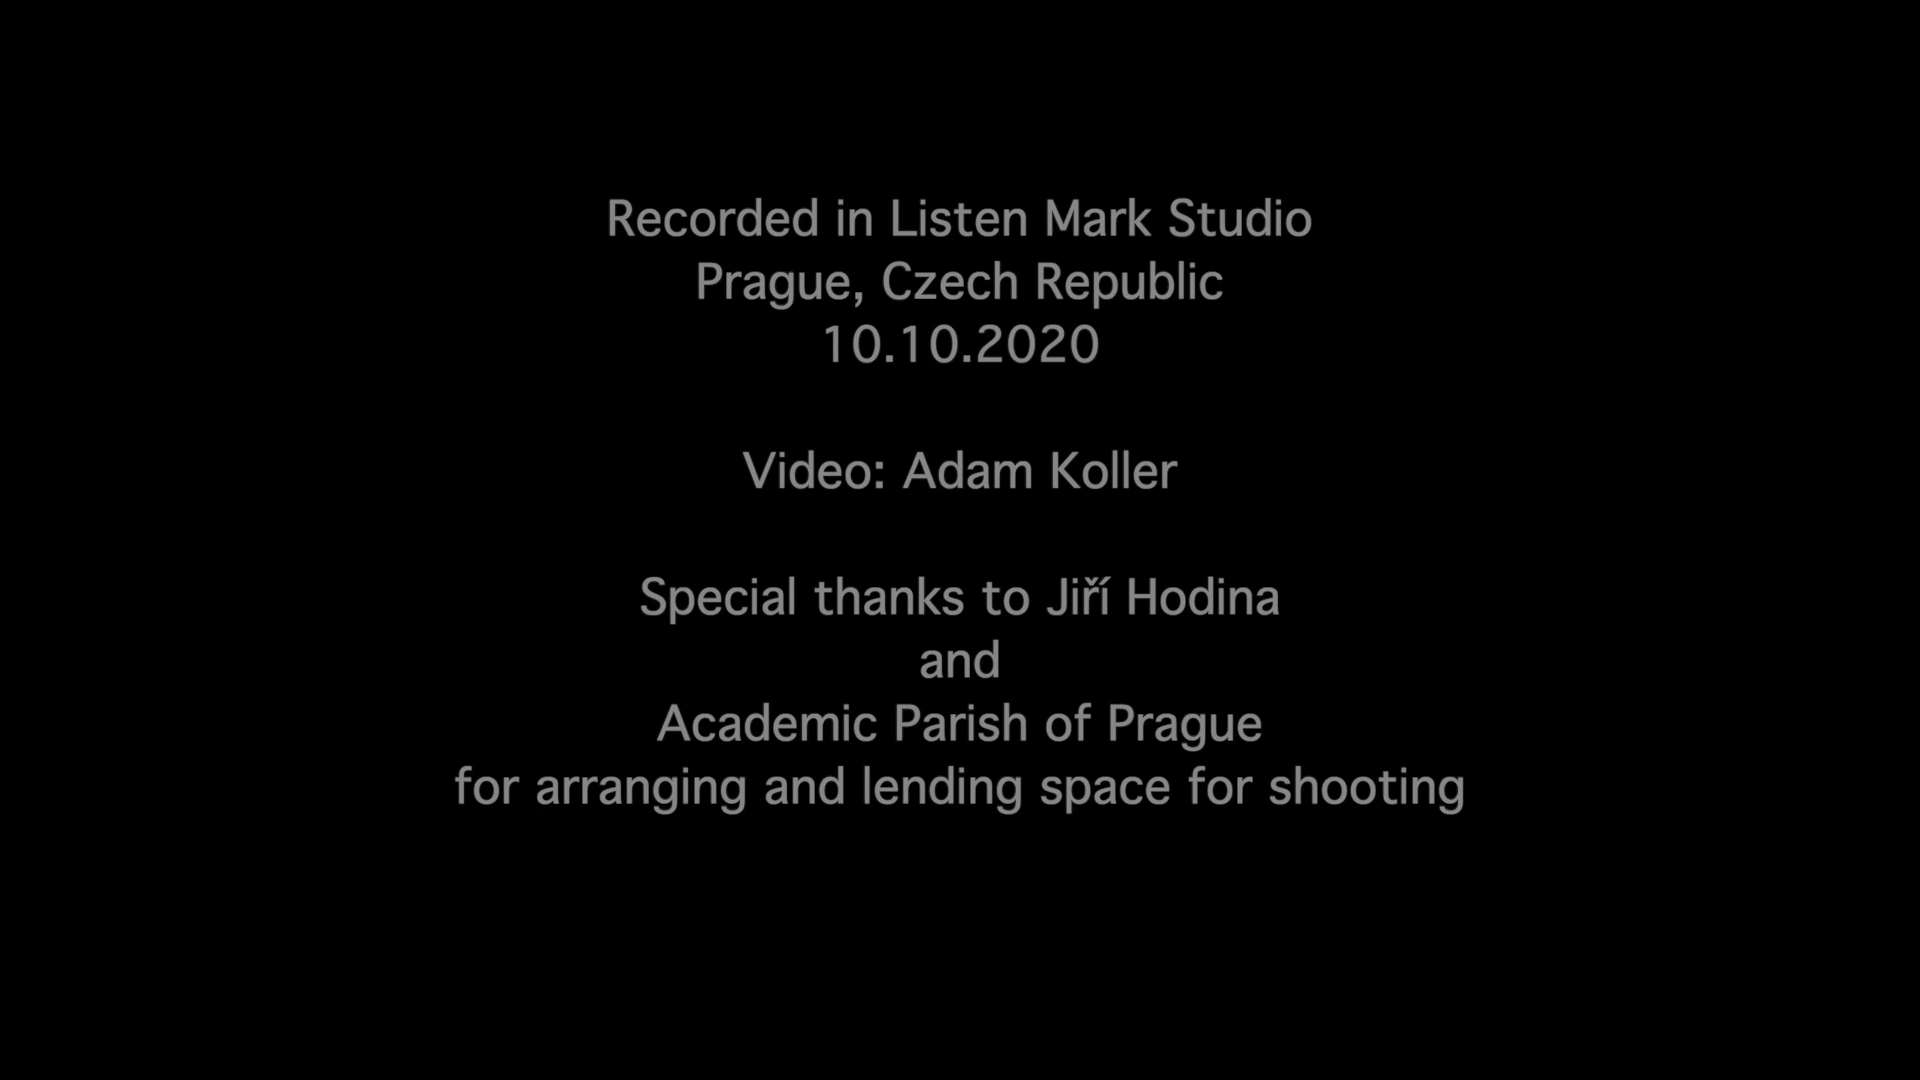 Recorded in Listen Mark Studio
Prague, Czech Republic
10.10.2020
Video: Adam Koller
Special thanks to Jiří Hodina
and
Academic Parish of Prague
for arranging and lending space for shooting